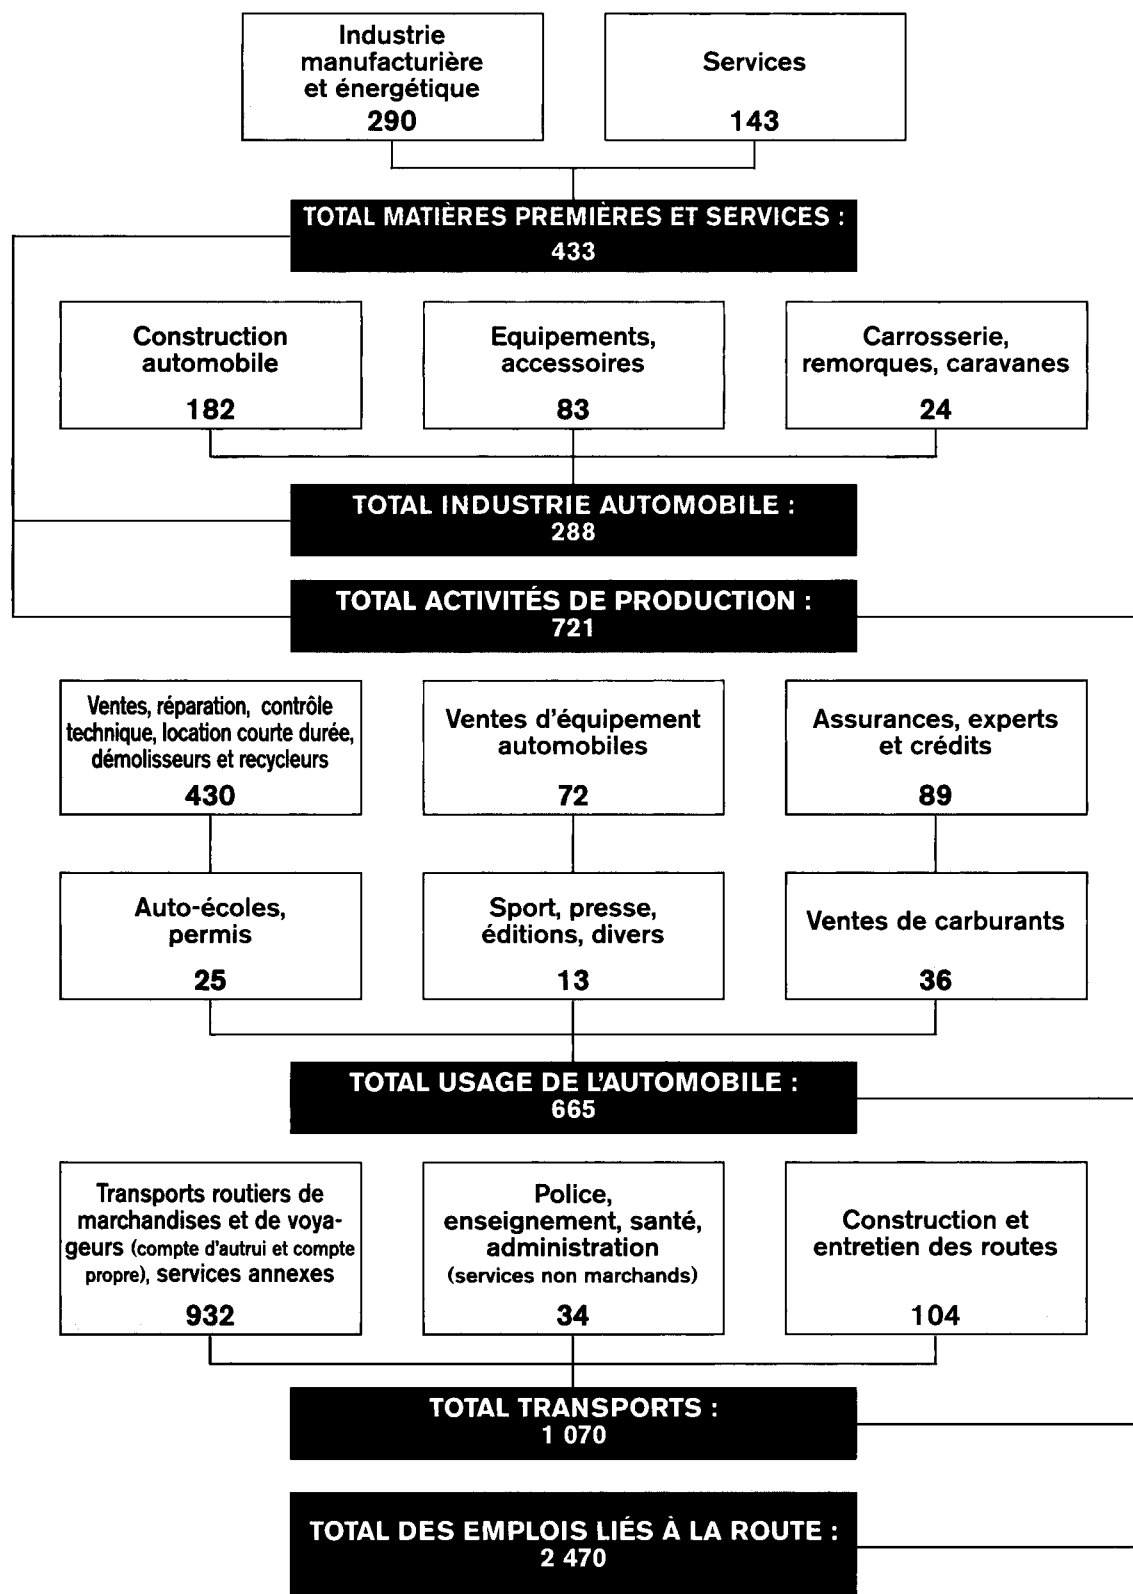 Industrie
manufacturière
et énergétique
290
Services
143
TOTAL MATIÈRES PREMIÈRES ET SERVICES :
433
Construction
automobile
182
Equipements,
accessoires
83
Carrosserie,
remorques, caravanes
24
TOTAL INDUSTRIE AUTOMOBILE :
288
TOTAL ACTIVITÉS DE PRODUCTION :
721
Ventes, réparation, contrôle
technique, location courte durée,
démolisseurs et recycleurs
430
Ventes d'équipement
automobiles
72
Assurances, experts
et crédits
89
Auto-écoles,
permis
25
Sport, presse,
éditions, divers
13
Ventes de carburants
36
TOTAL USAGE DE L'AUTOMOBILE :
665
Transports routiers de
marchandises et de voya-
geurs (compte d'autrui et compte
propre), services annexes
932
Police,
enseignement, santé,
administration
(services non marchands)
34
Construction et
entretien des routes
104
TOTAL TRANSPORTS :
1 070
TOTAL DES EMPLOIS LIÉS À LA ROUTE :
2 470